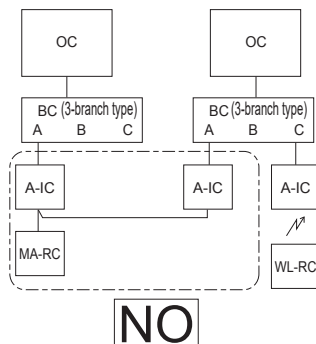 OC
OC
BC (3-branch type)
A B C
BC (3-branch type)
A B C
A-IC
A-IC
A-IC
MA-RC
WL-RC
NO